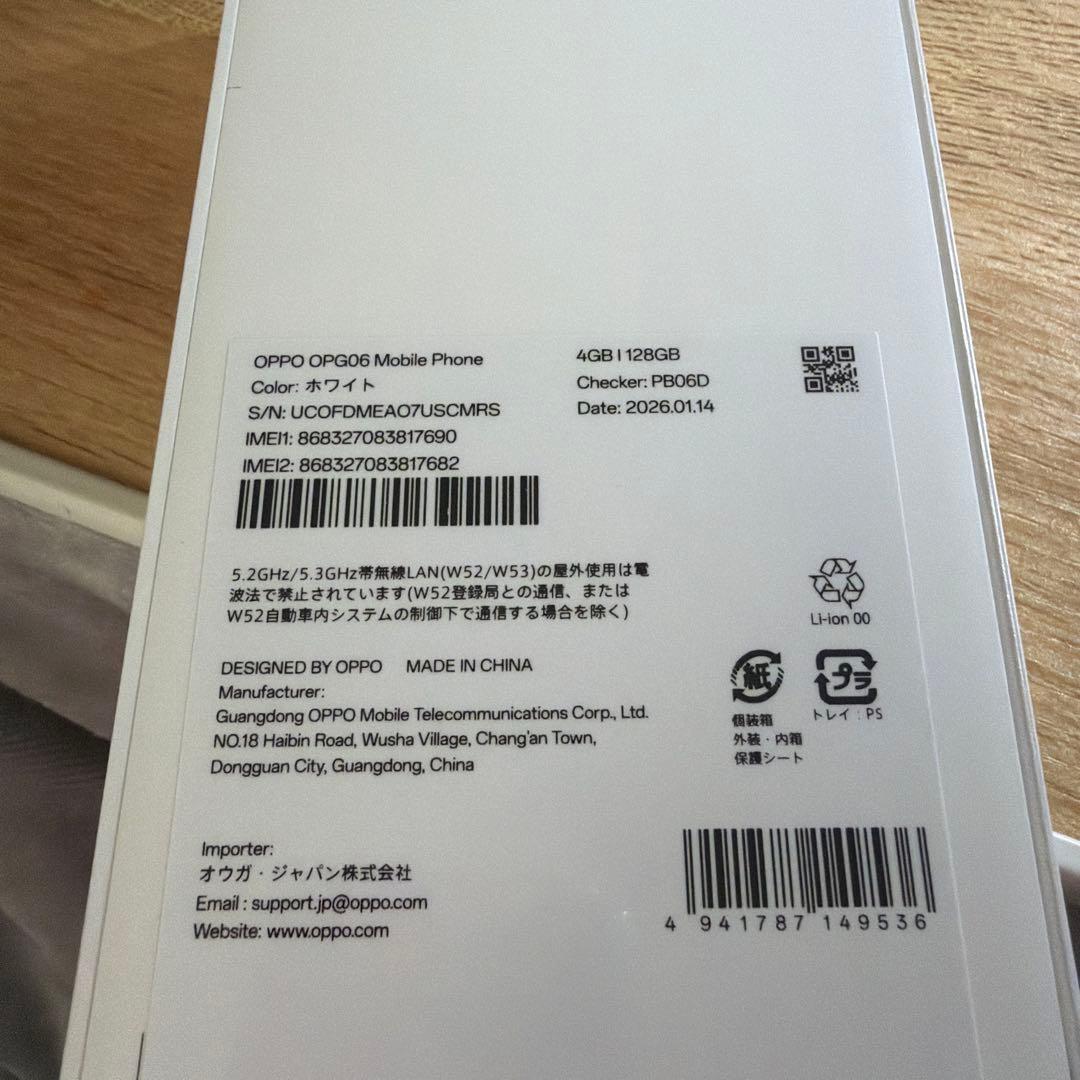 OPPO OPG06 Mobile Phone
Color: ホワイト
S/N: UCOFDMEAO7USCMRS
IMEI1: 868327083817690
IMEI2: 868327083817682
4GB | 128GB
Checker: PB06D
Date: 2026.01.14
5.2GHz/5.3GHz帯無線LAN(W52/W53)の屋外使用は電
波法で禁止されています(W52登録局との通信、または
W52自動車内システムの制御下で通信する場合を除く)
Li-ion 00
DESIGNED BY OPPO MADE IN CHINA
Manufacturer:
Guangdong OPPO Mobile Telecommunications Corp., Ltd.
NO.18 Haibin Road, Wusha Village, Chang'an Town,
Dongguan City, Guangdong, China
紙
個装箱
外装・内箱
保護シート
プラ
トレイ:PS
Importer:
オウガ・ジャパン株式会社
Email : support.jp@oppo.com
Website: www.oppo.com
4 941787 149536